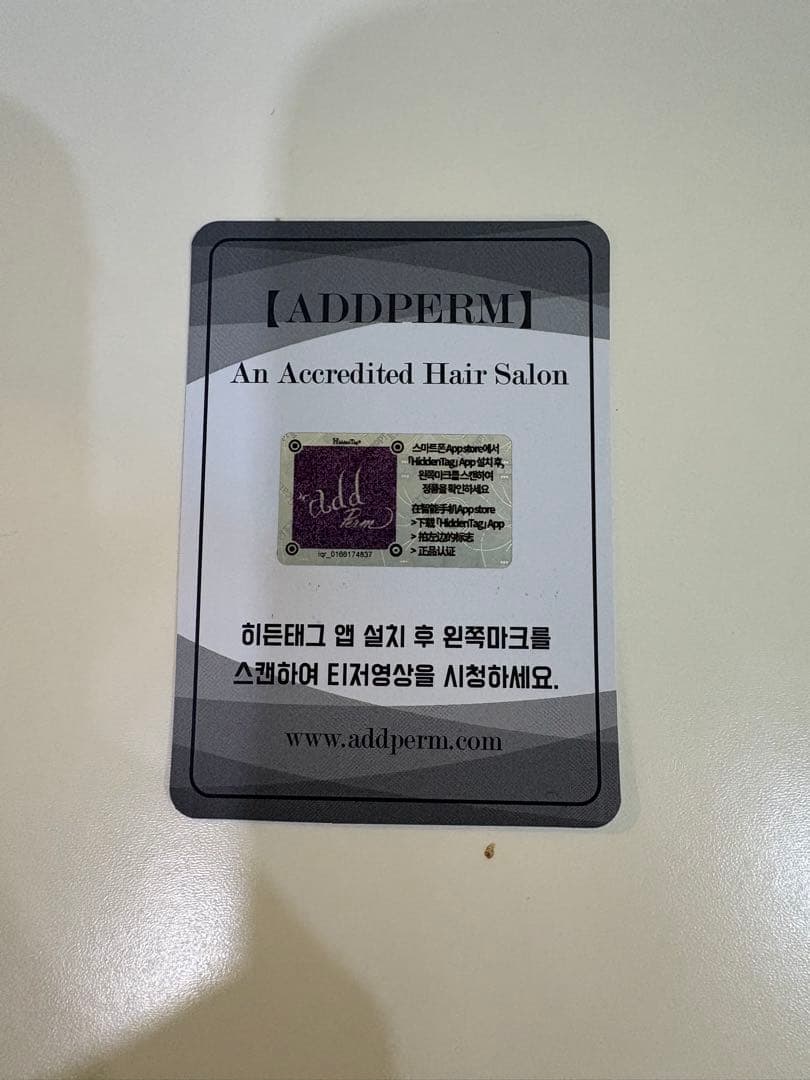 【ADDPERM】
An Accredited Hair Salon
HiddenTag®
add
Perm
iqr_0166174837
스마트폰 App store에서
「HiddenTag」 App 설치 후,
왼쪽마크를 스캔하여
정품을 확인하세요
在智能手机App store
>下载「HiddenTag」App
> 拍左边的标志
> 正品认证
히든태그 앱 설치 후 왼쪽마크를
스캔하여 티저영상을 시청하세요.
www.addperm.com